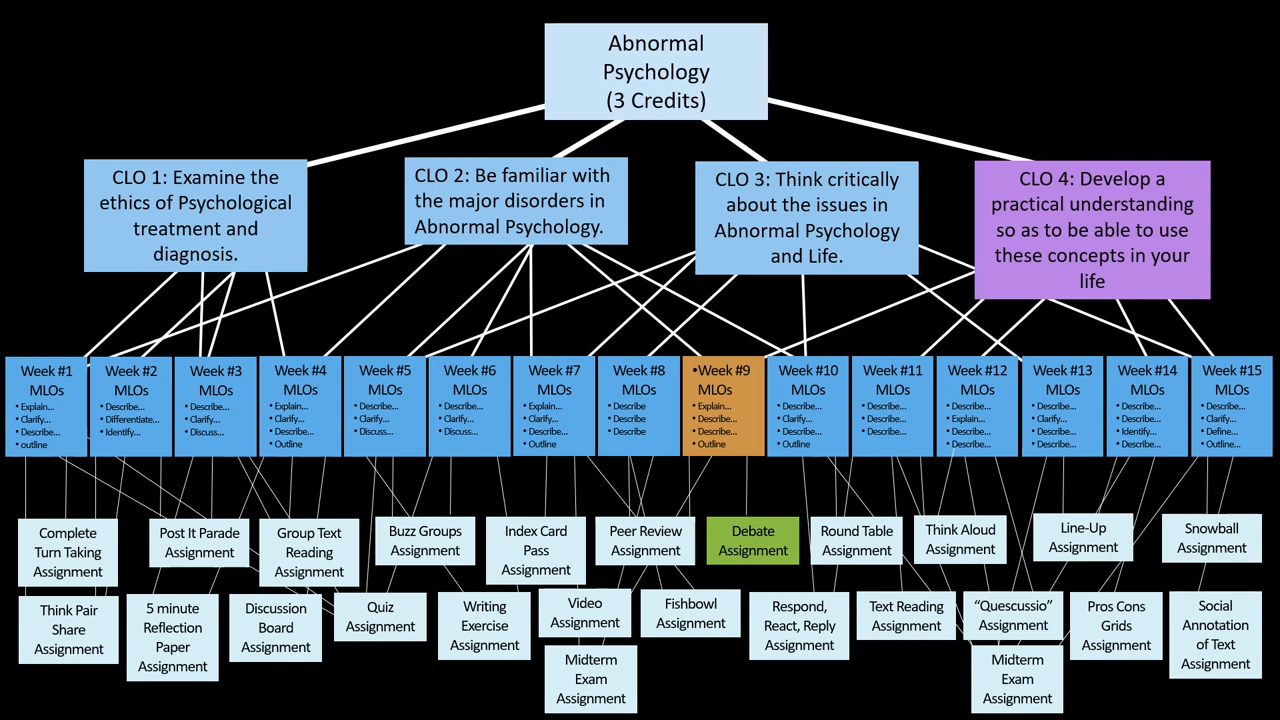 Abnormal
Psychology
(3 Credits)
CLO 1: Examine the
ethics of Psychological
treatment and
diagnosis.
CLO 2: Be familiar with
the major disorders in
Abnormal Psychology.
CLO 3: Think critically
about the issues in
Abnormal Psychology
and Life.
CLO 4: Develop a
practical understanding
so as to be able to use
these concepts in your
life
Week #1
MLOs
• Explain...
• Clarify...
• Describe...
• outline
Week #2
MLOs
• Describe...
• Differentiate...
• Identify...
Week #3
MLOs
• Describe...
• Clarify...
• Discuss...
Week #4
MLOs
• Explain...
• Clarify...
• Describe...
• Outline
Week #5
MLOs
• Describe...
• Clarify...
• Discuss...
Week #6
MLOs
• Describe...
• Clarify...
• Discuss...
Week #7
MLOs
• Explain...
• Clarify...
• Describe...
• Outline
Week #8
MLOs
• Describe
• Describe
• Describe
•Week #9
MLOs
• Explain...
• Describe...
• Describe...
• Outline
Week #10
MLOs
• Describe...
• Clarify...
• Describe...
• Outline
Week #11
MLOs
• Describe...
• Describe...
• Describe...
Week #12
MLOs
• Describe...
• Explain...
• Describe...
• Describe...
Week #13
MLOs
• Describe...
• Clarify...
• Describe...
• Describe...
Week #14
MLOs
• Describe...
• Describe...
• Identify...
• Describe...
Week #15
MLOs
• Describe...
• Clarify...
• Define...
• Outline...
Complete
Turn Taking
Assignment
Post It Parade
Assignment
Group Text
Reading
Assignment
Buzz Groups
Assignment
Index Card
Pass
Assignment
Peer Review
Assignment
Debate
Assignment
Round Table
Assignment
Think Aloud
Assignment
Line-Up
Assignment
Snowball
Assignment
Think Pair
Share
Assignment
5 minute
Reflection
Paper
Assignment
Discussion
Board
Assignment
Quiz
Assignment
Writing
Exercise
Assignment
Video
Assignment
Fishbowl
Assignment
Respond,
React, Reply
Assignment
Text Reading
Assignment
“Quescussio”
Assignment
Pros Cons
Grids
Assignment
Social
Annotation
of Text
Assignment
Midterm
Exam
Assignment
Midterm
Exam
Assignment